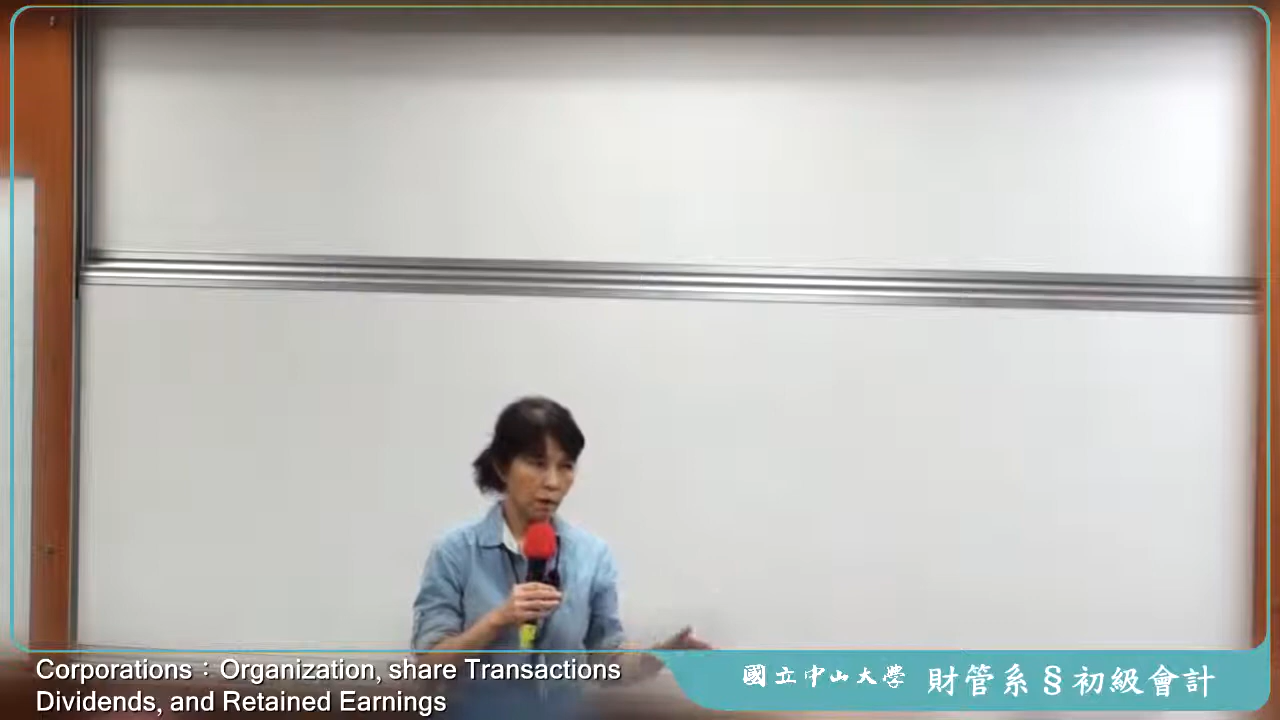 Corporations：Organization, share Transactions
Dividends, and Retained Earnings
國立中山大學 財管系§初級會計